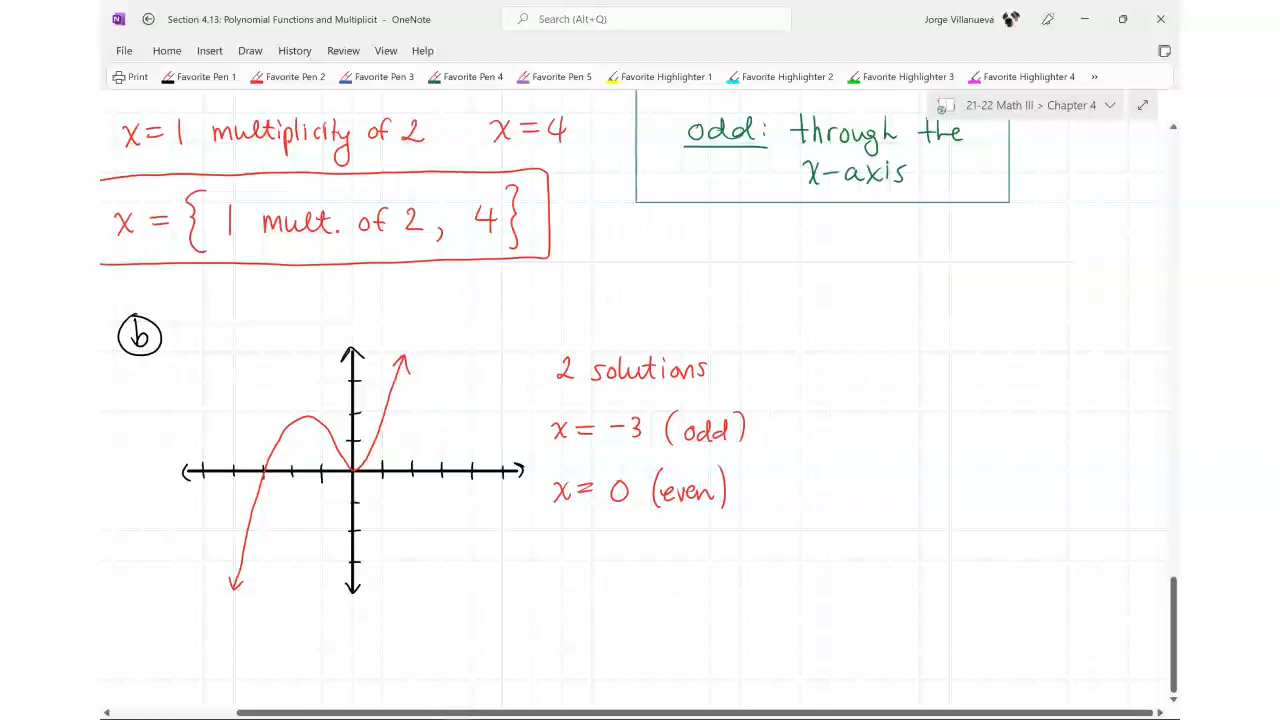 Section 4.13: Polynomial Functions and Multiplicit - OneNote
Search (Alt+Q)
Jorge Villanueva
File Home Insert Draw History Review View Help
Print Favorite Pen 1 Favorite Pen 2 Favorite Pen 3 Favorite Pen 4 Favorite Pen 5 Favorite Highlighter 1 Favorite Highlighter 2 Favorite Highlighter 3 Favorite Highlighter 4 »
21-22 Math III > Chapter 4
x=1 multiplicity of 2 x=4
odd: through the
x-axis
x = { 1 mult. of 2, 4 }
b
2 solutions
x = -3 (odd)
x = 0 (even)